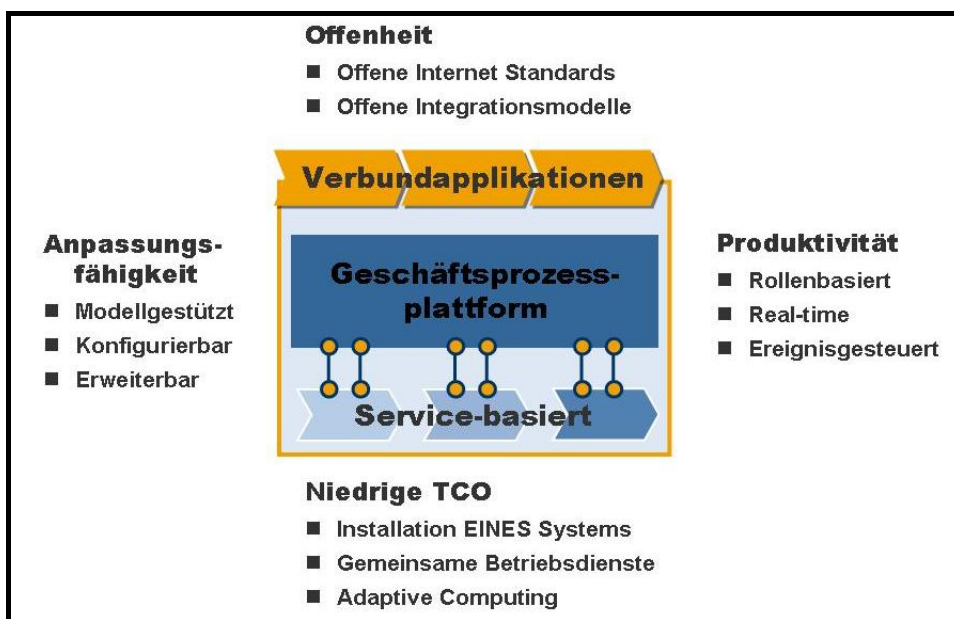 Offenheit
Offene Internet Standards
Offene Integrationsmodelle
Verbundapplikationen
Anpassungs-
fähigkeit
Modellgestützt
Konfigurierbar
Erweiterbar
Geschäftsprozess-
plattform
Service-basiert
Produktivität
Rollenbasiert
Real-time
Ereignisgesteuert
Niedrige TCO
Installation EINES Systems
Gemeinsame Betriebsdienste
Adaptive Computing